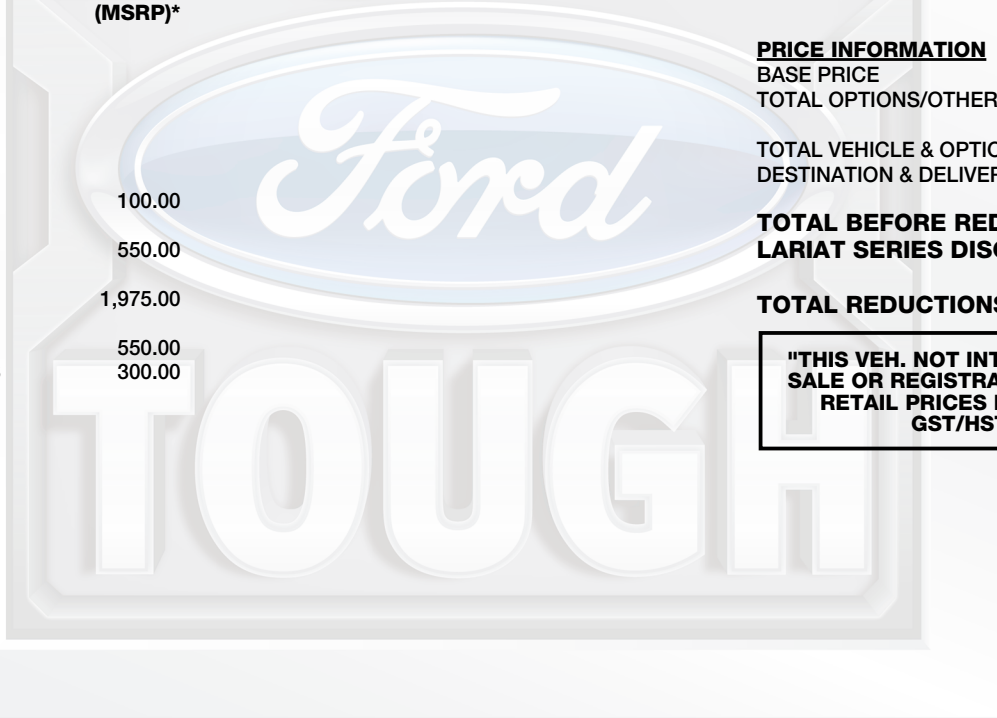 (MSRP)*
100.00
550.00
1,975.00
550.00
300.00
Ford
TOUGH
PRICE INFORMATION
BASE PRICE
TOTAL OPTIONS/OTHER
TOTAL VEHICLE & OPTIO
DESTINATION & DELIVER
TOTAL BEFORE RED
LARIAT SERIES DISC
TOTAL REDUCTIONS
"THIS VEH. NOT INT
SALE OR REGISTRA
RETAIL PRICES I
GST/HST